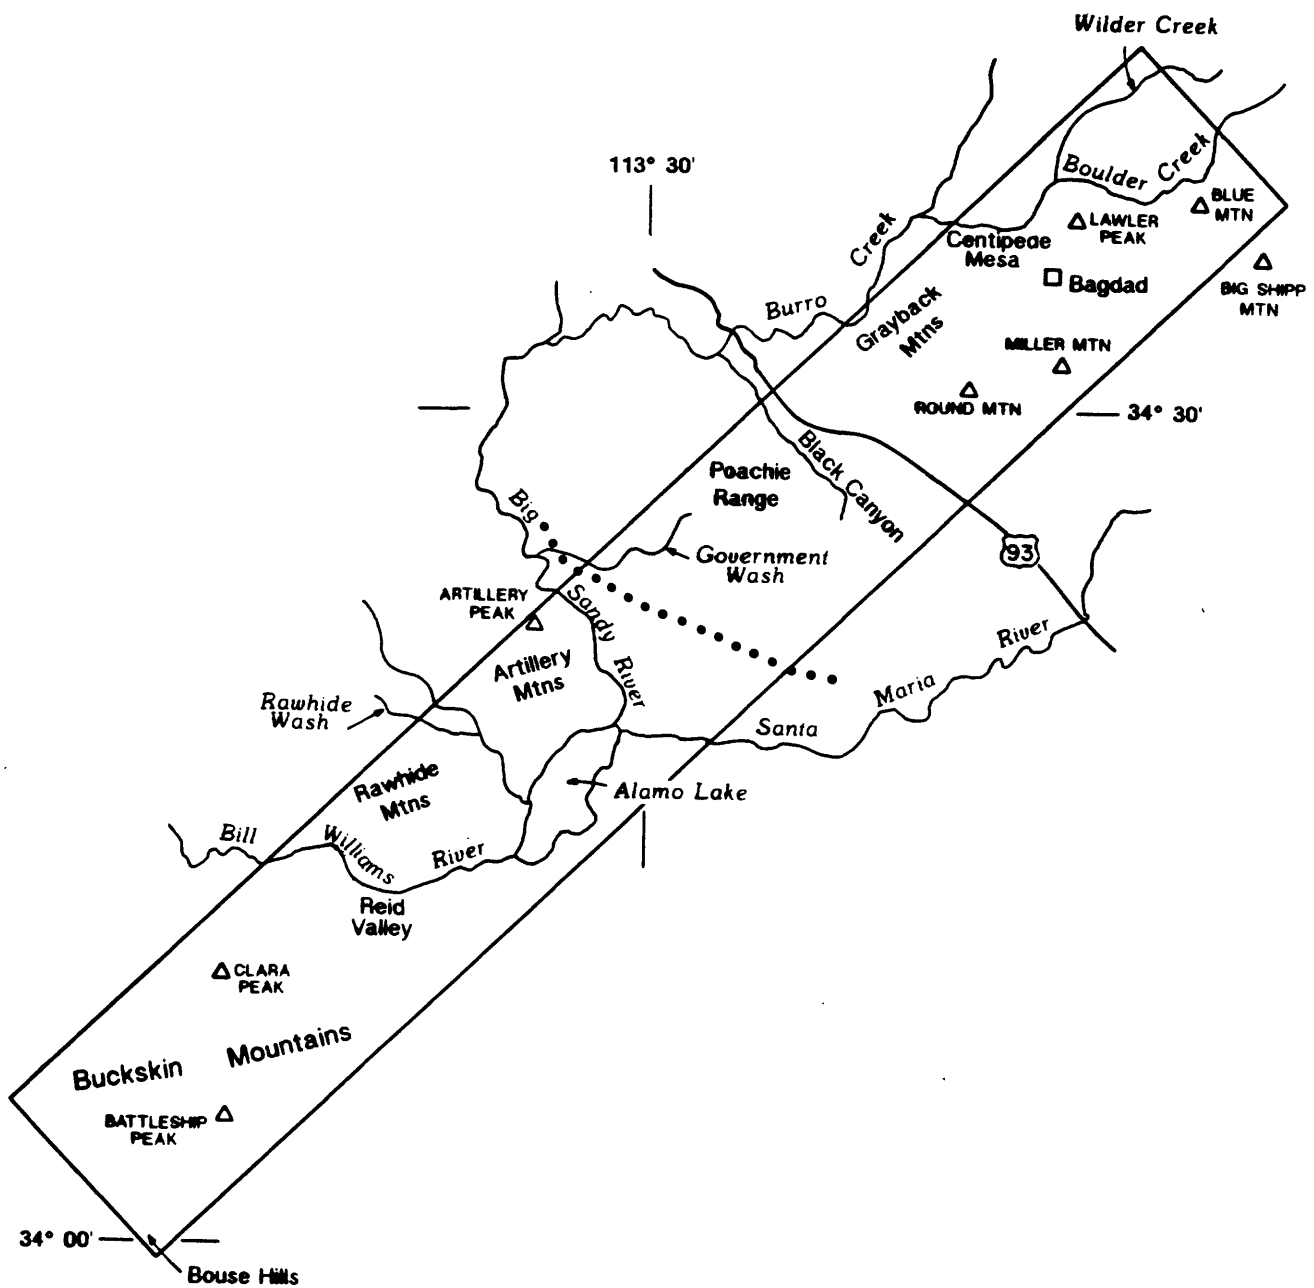 Wilder Creek
113° 30'
Boulder
Creek
BLUE
MTN
LAWLER
PEAK
Creek
Centipede
Mesa
Bagdad
BIG SHIPP
MTN
Burro
Grayback
Mtns
MILLER MTN
ROUND MTN
34° 30'
Black Canyon
Poachie
Range
Big
93
Government
Wash
ARTILLERY
PEAK
Sandy
River
River
Artillery
Mtns
Maria
Rawhide
Wash
Santa
Rawhide
Mtns
Alamo Lake
Bill
Williams
River
Reid
Valley
CLARA
PEAK
Buckskin
Mountains
BATTLESHIP
PEAK
34° 00'
Bouse Hills